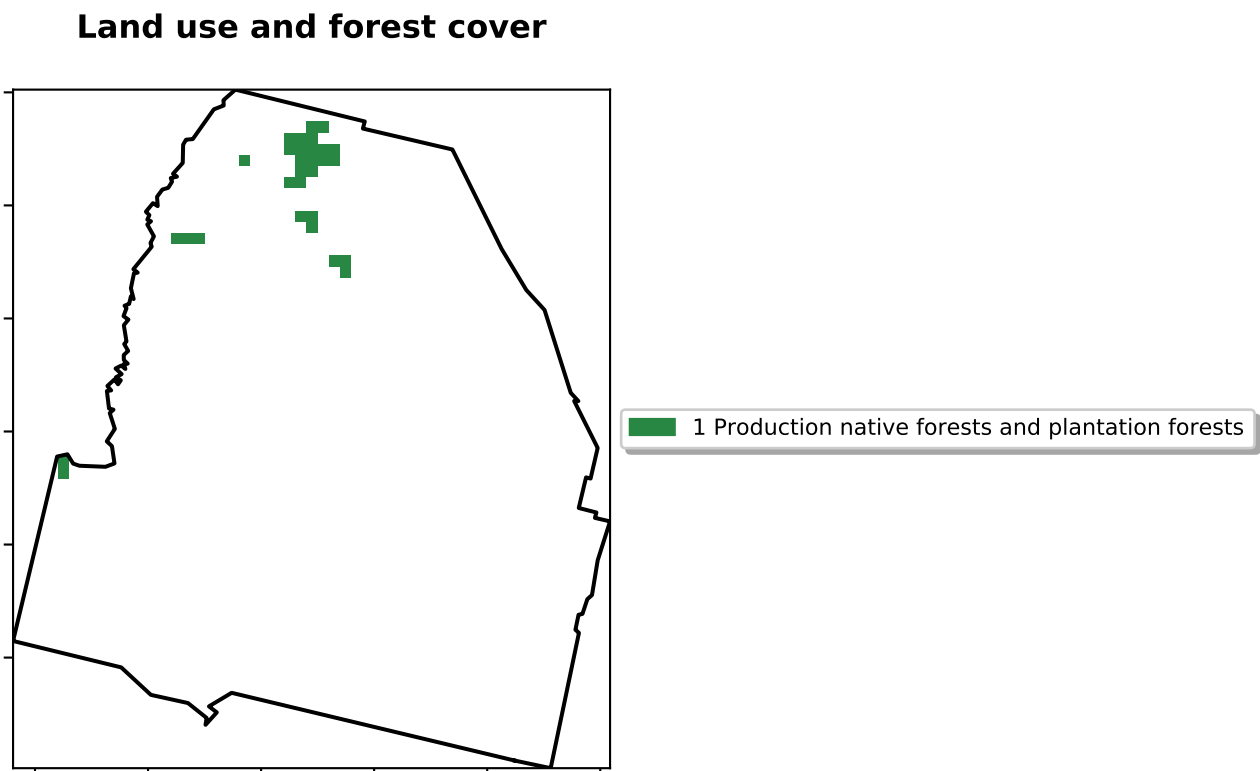 Land use and forest cover
1 Production native forests and plantation forests